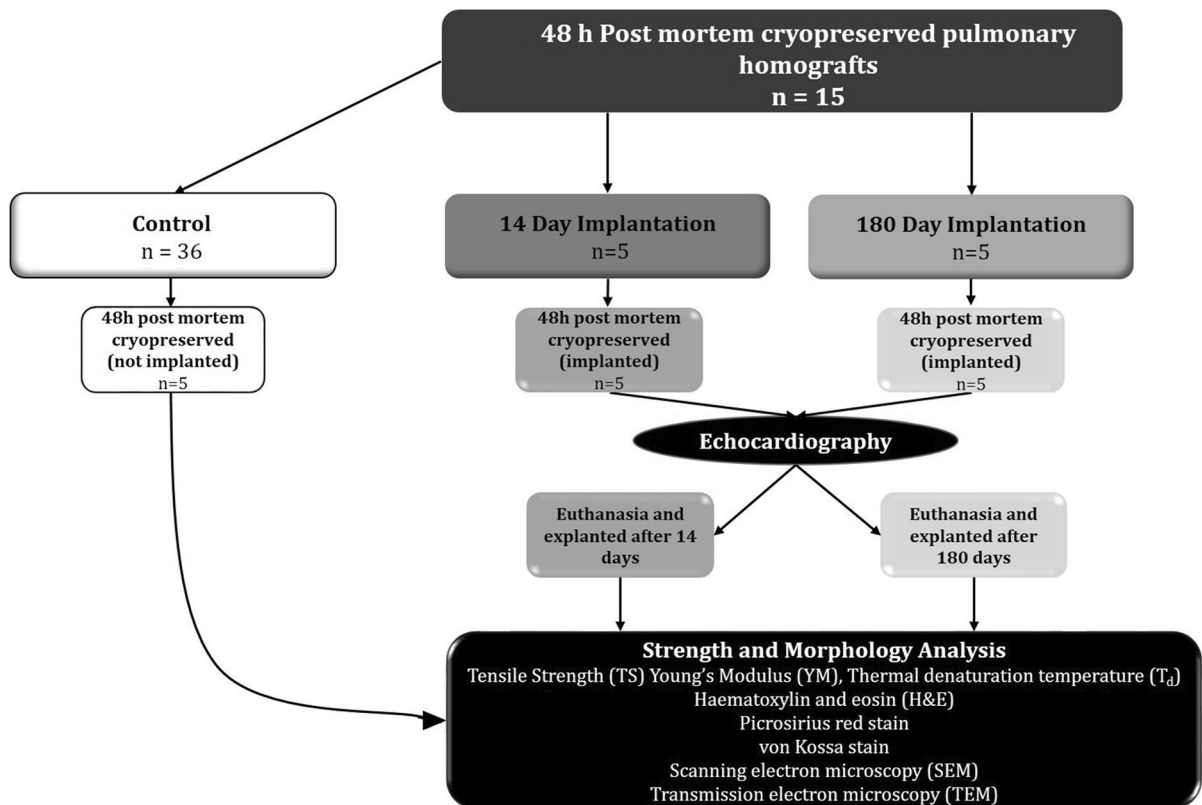 48 h Post mortem cryopreserved pulmonary
homografts
n = 15
Control
n = 36
14 Day Implantation
n=5
180 Day Implantation
n=5
48h post mortem
cryopreserved
(not implanted)
n=5
48h post mortem
cryopreserved
(implanted)
n=5
48h post mortem
cryopreserved
(implanted)
n=5
Echocardiography
Euthanasia and
explanted after 14
days
Euthanasia and
explanted after
180 days
Strength and Morphology Analysis
Tensile Strength (TS) Young's Modulus (YM), Thermal denaturation temperature (Td)
Haematoxylin and eosin (H&E)
Picrosirius red stain
von Kossa stain
Scanning electron microscopy (SEM)
Transmission electron microscopy (TEM)